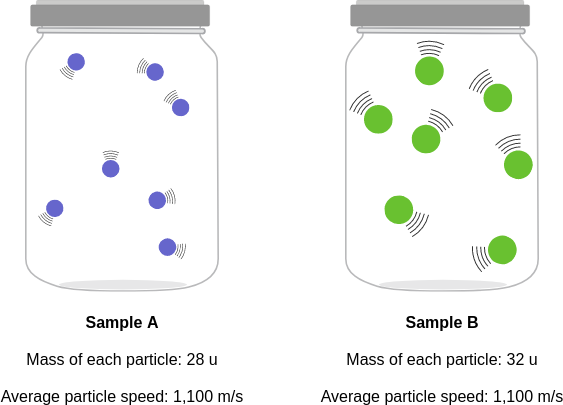 Sample A
Sample B
Mass of each particle: 28 u
Mass of each particle: 32 u
Average particle speed: 1,100 m/s
Average particle speed: 1,100 m/s